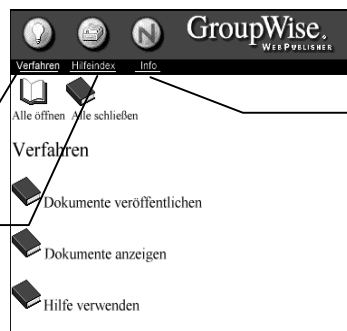 GroupWise.
WEBPUBLISHER
Verfahren Hilfeindex Info
Alle öffnen Alle schließen
Verfahren
Dokumente veröffentlichen
Dokumente anzeigen
Hilfe verwenden